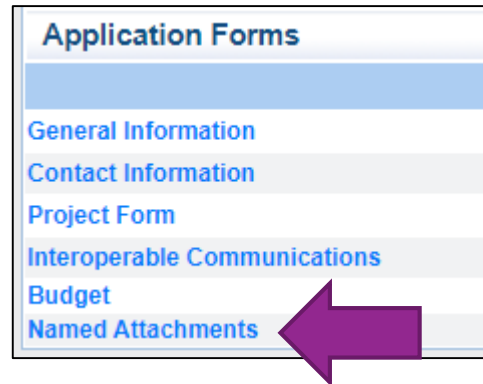 Application Forms
General Information
Contact Information
Project Form
Interoperable Communications
Budget
Named Attachments